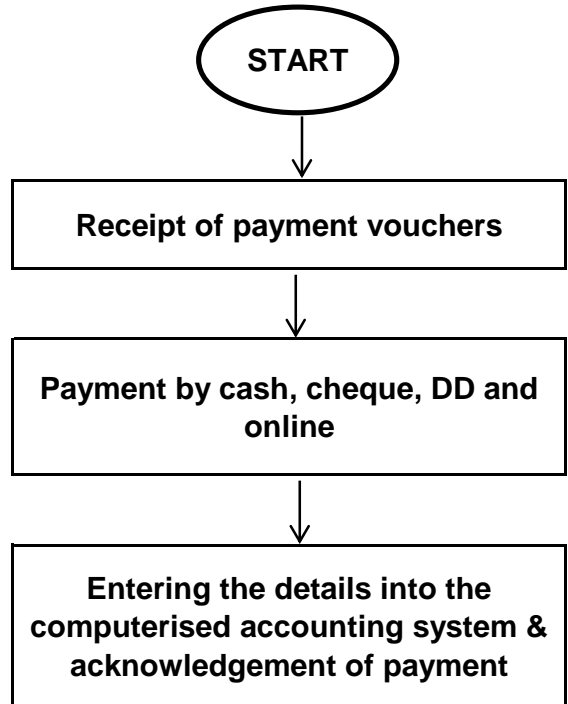 START
Receipt of payment vouchers
Payment by cash, cheque, DD and
online
Entering the details into the
computerised accounting system &
acknowledgement of payment